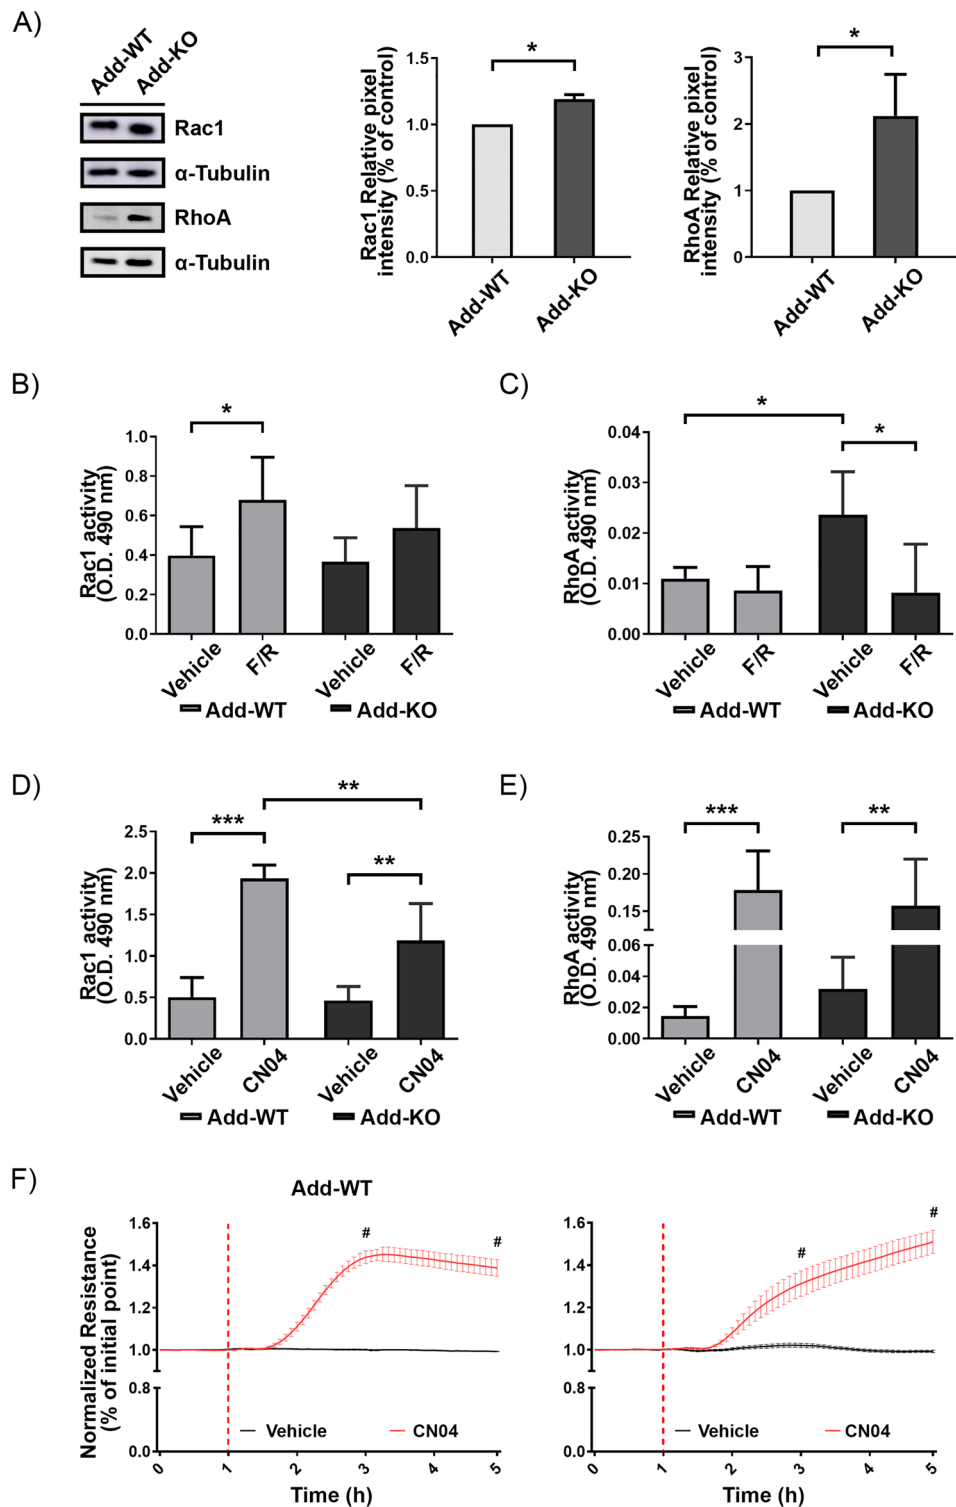 A)
Add-WT
Add-KO
Rac1
α-Tubulin
RhoA
α-Tubulin
Rac1 Relative pixel
intensity (% of control)
1.5
1.0
0.5
0.0
*
Add-WT
Add-KO
RhoA Relative pixel
intensity (% of control)
3
2
1
0
*
Add-WT
Add-KO
B)
Rac1 activity
(O.D. 490 nm)
1.0
0.8
0.6
0.4
0.2
0.0
*
Vehicle
F/R
Vehicle
F/R
Add-WT
Add-KO
C)
RhoA activity
(O.D. 490 nm)
0.04
0.03
0.02
0.01
0.00
*
*
Vehicle
F/R
Vehicle
F/R
Add-WT
Add-KO
D)
Rac1 activity
(O.D. 490 nm)
2.5
2.0
1.5
1.0
0.5
0.0
***
**
**
Vehicle
CN04
Vehicle
CN04
Add-WT
Add-KO
E)
RhoA activity
(O.D. 490 nm)
0.25
0.20
0.15
0.06
0.04
0.02
0.00
***
**
Vehicle
CN04
Vehicle
CN04
Add-WT
Add-KO
F)
Add-WT
Normalized Resistance
(% of initial point)
1.6
1.4
1.2
1.0
0.8
0.0
#
#
Vehicle
CN04
0
1
2
3
4
5
Time (h)
1.6
1.4
1.2
1.0
0.8
0.0
#
#
Vehicle
CN04
0
1
2
3
4
5
Time (h)